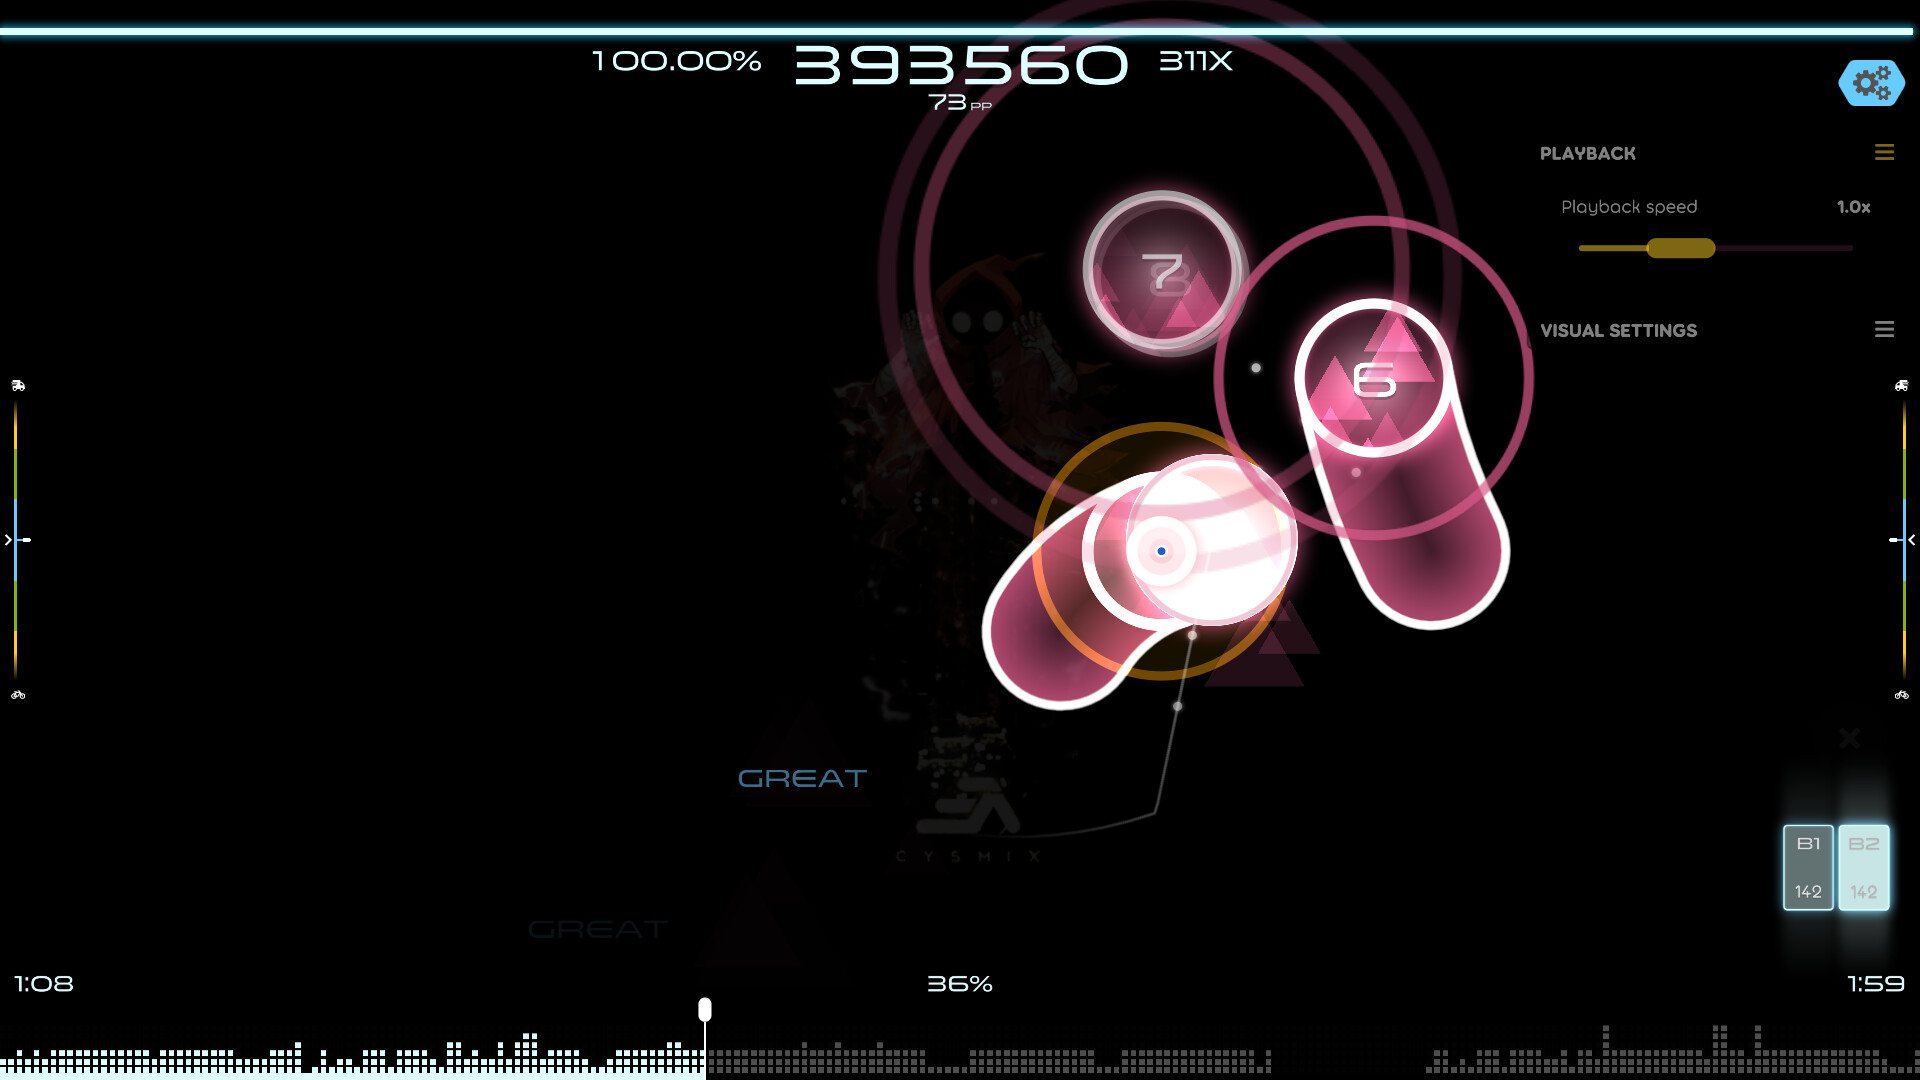 100.00% 393560 311X
73 PP
PLAYBACK
Playback speed 1.0x
VISUAL SETTINGS
7
8
6
GREAT
CYSMIX
GREAT
B1 B2
142 142
1:08 36% 1:59